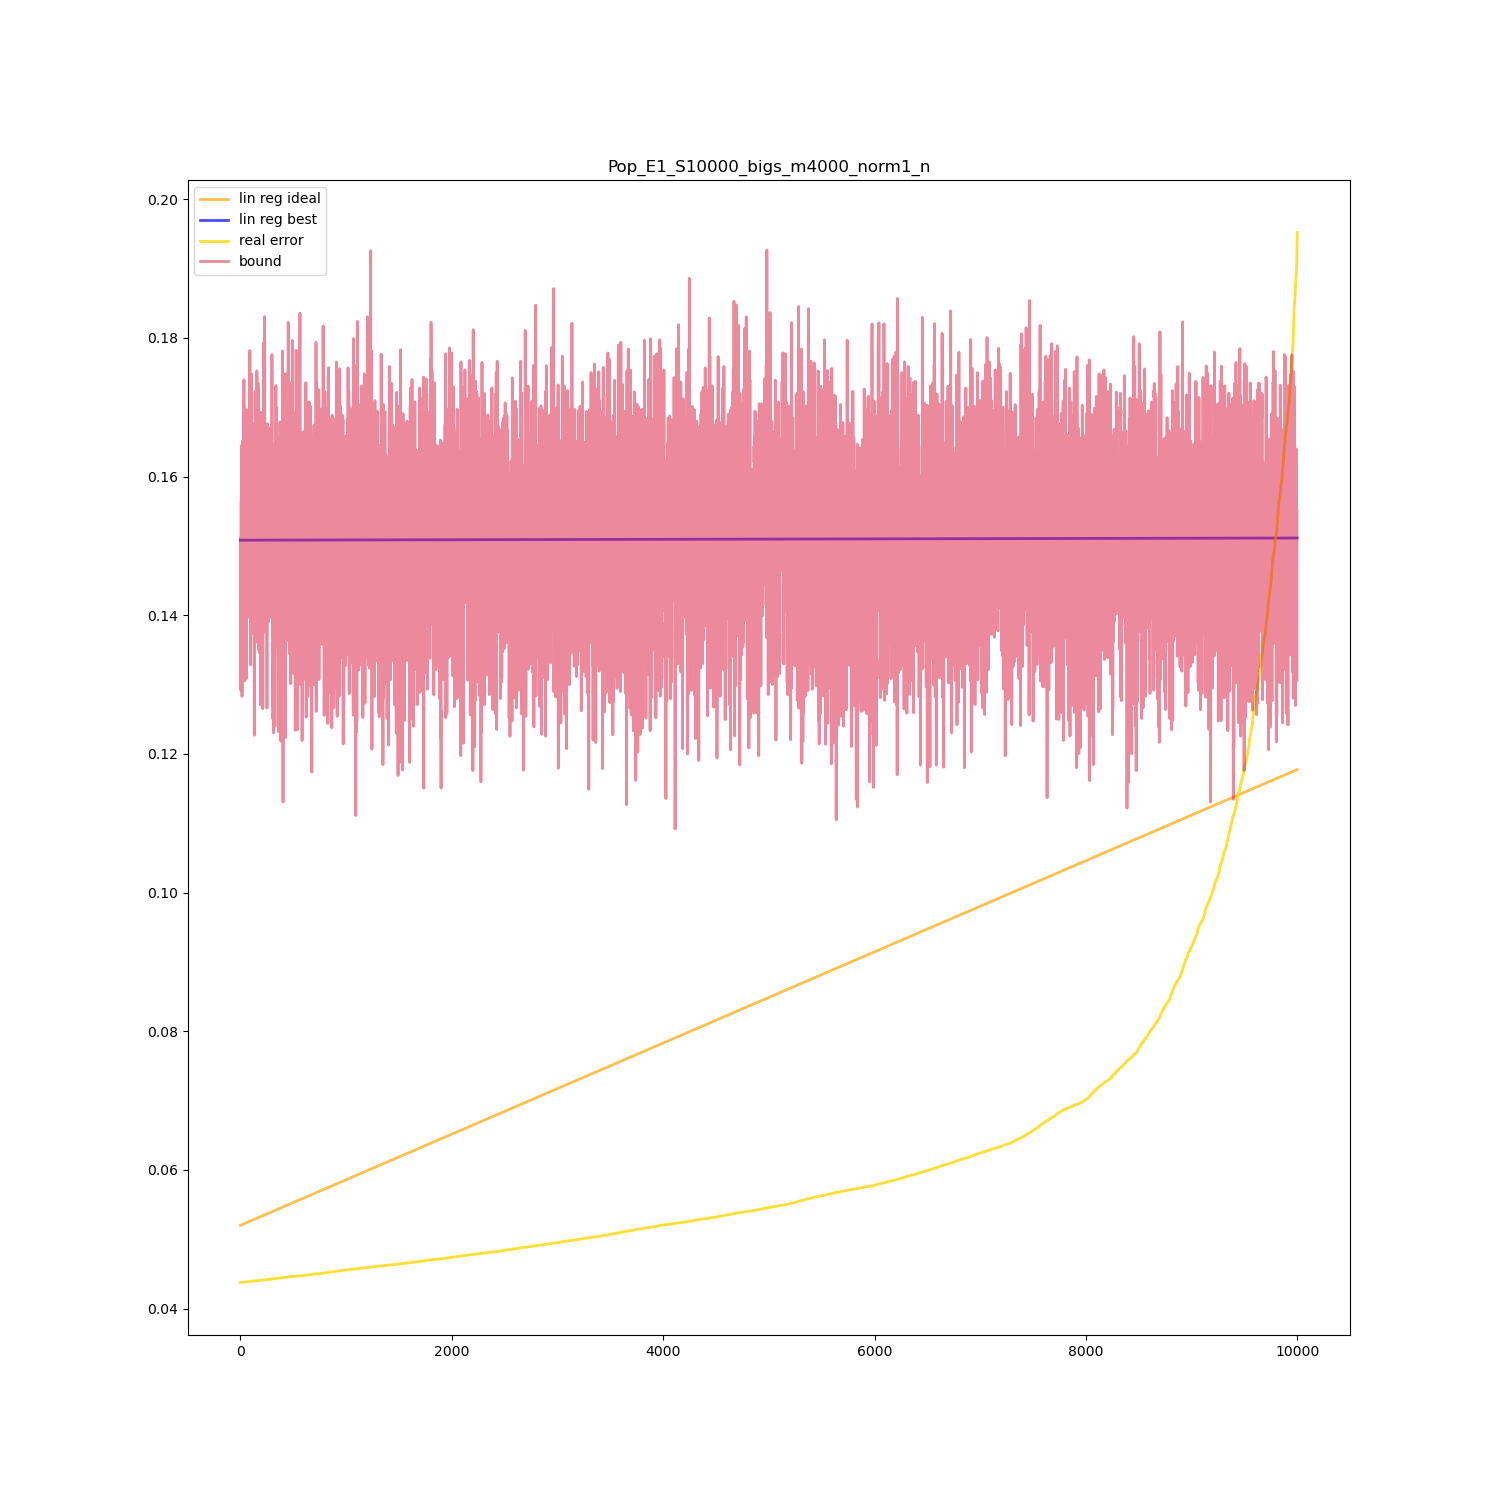 Pop_E1_S10000_bigs_m4000_norm1_n
lin reg ideal
lin reg best
real error
bound
0.20
0.18
0.16
0.14
0.12
0.10
0.08
0.06
0.04
0 2000 4000 6000 8000 10000